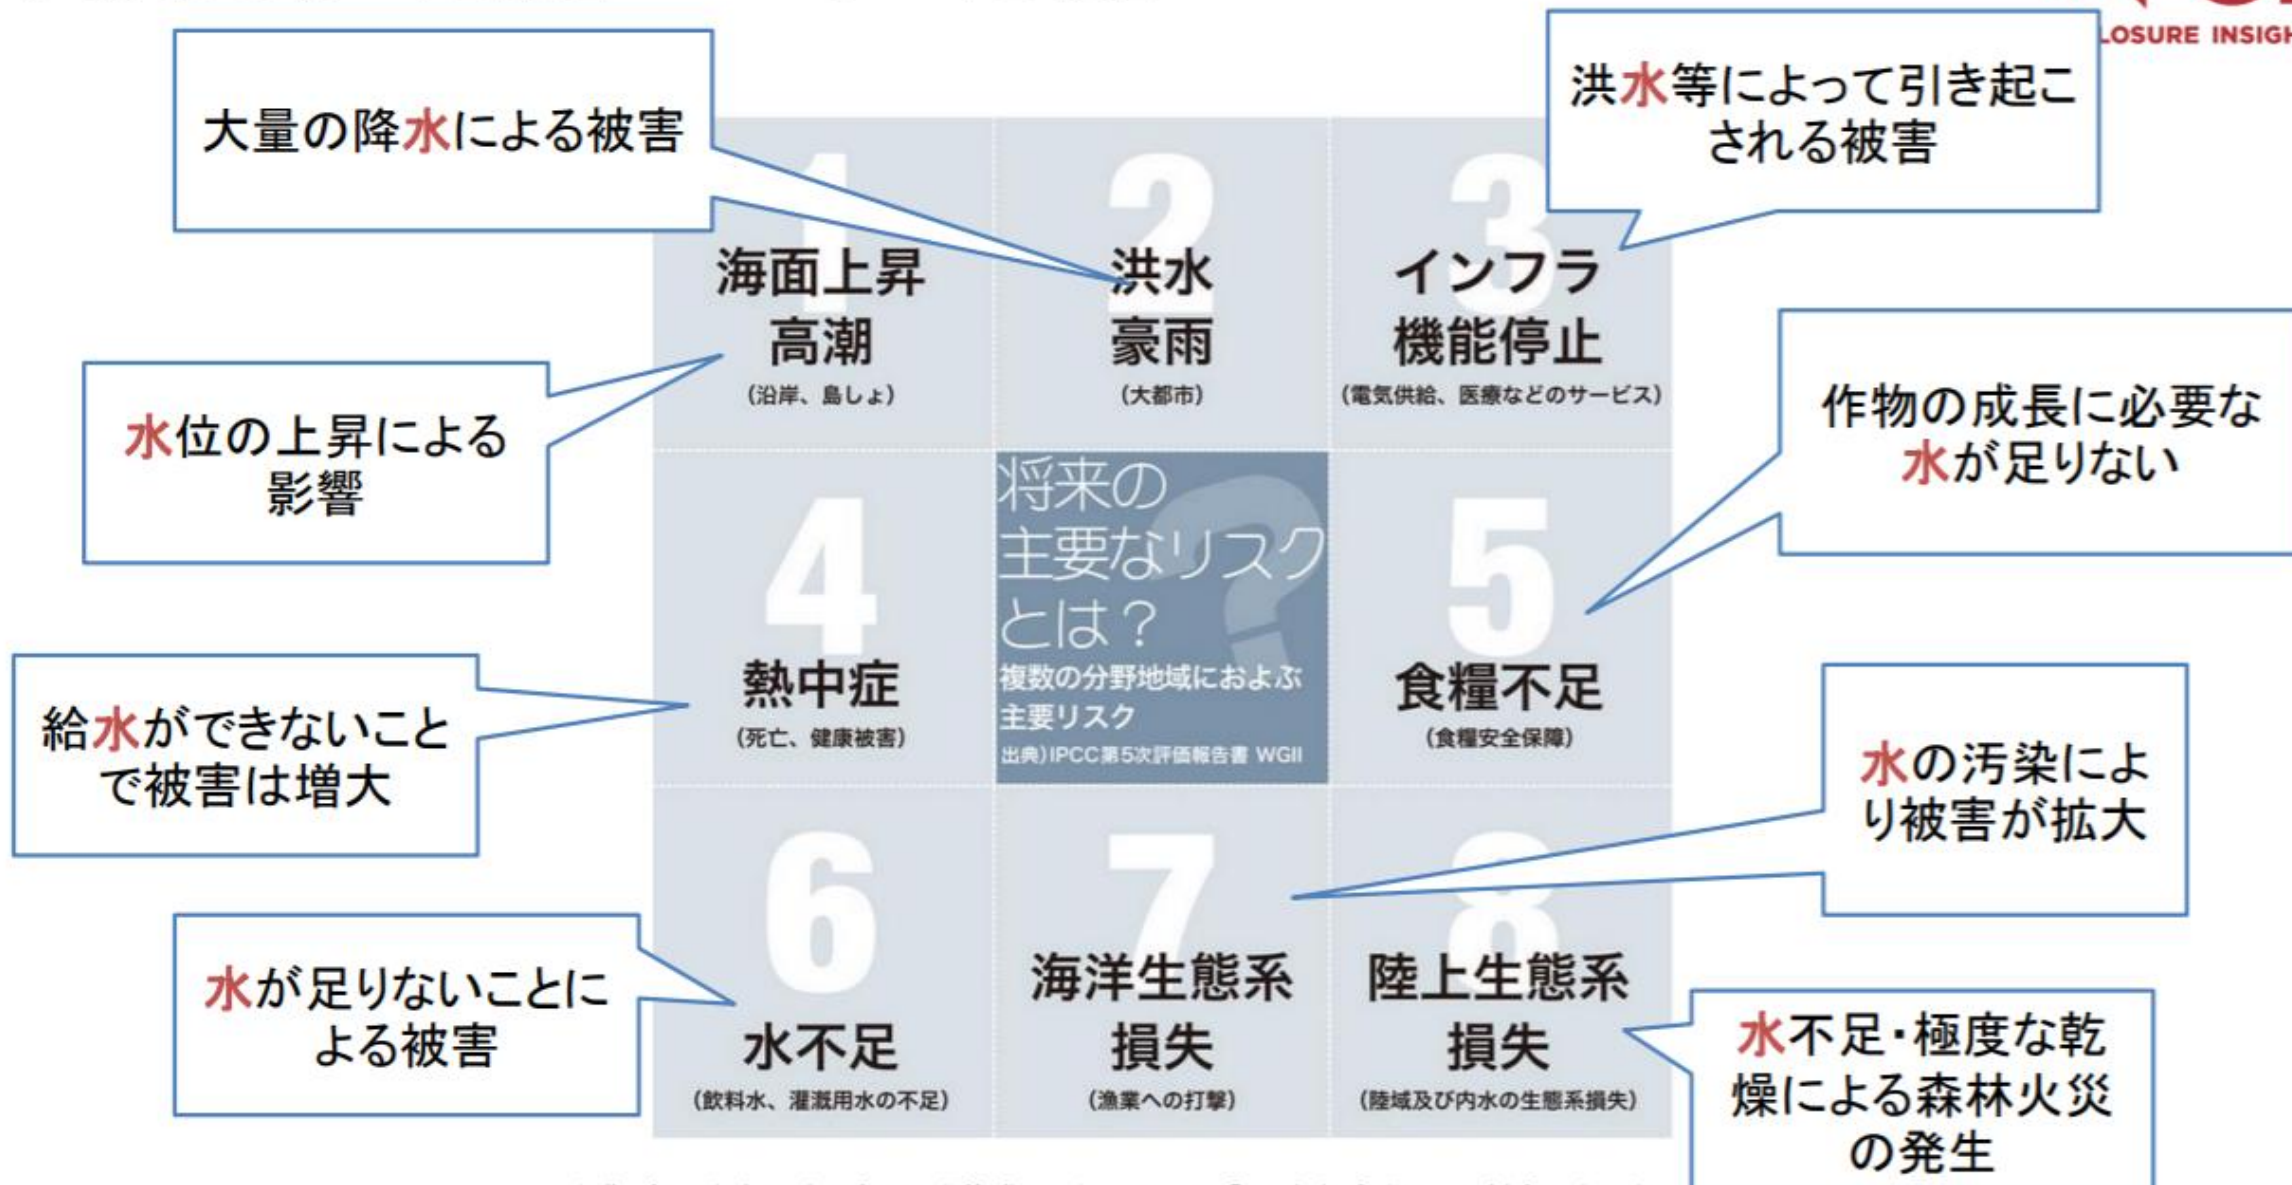 LOSURE INSIGH
大量の降水による被害
洪水等によって引き起こ
される被害
1
海面上昇
高潮
(沿岸、島しょ)
2
洪水
豪雨
(大都市)
3
インフラ
機能停止
(電気供給、医療などのサービス)
水位の上昇による
影響
作物の成長に必要な
水が足りない
4
熱中症
(死亡、健康被害)
将来の
主要なリスク
とは?
複数の分野地域におよぶ
主要リスク
出典)IPCC第5次評価報告書 WGII
5
食糧不足
(食糧安全保障)
給水ができないこと
で被害は増大
水の汚染によ
り被害が拡大
6
水不足
(飲料水、灌漑用水の不足)
7
海洋生態系
損失
(漁業への打撃)
8
陸上生態系
損失
(陸域及び内水の生態系損失)
水が足りないことに
よる被害
水不足・極度な乾
燥による森林火災
の発生